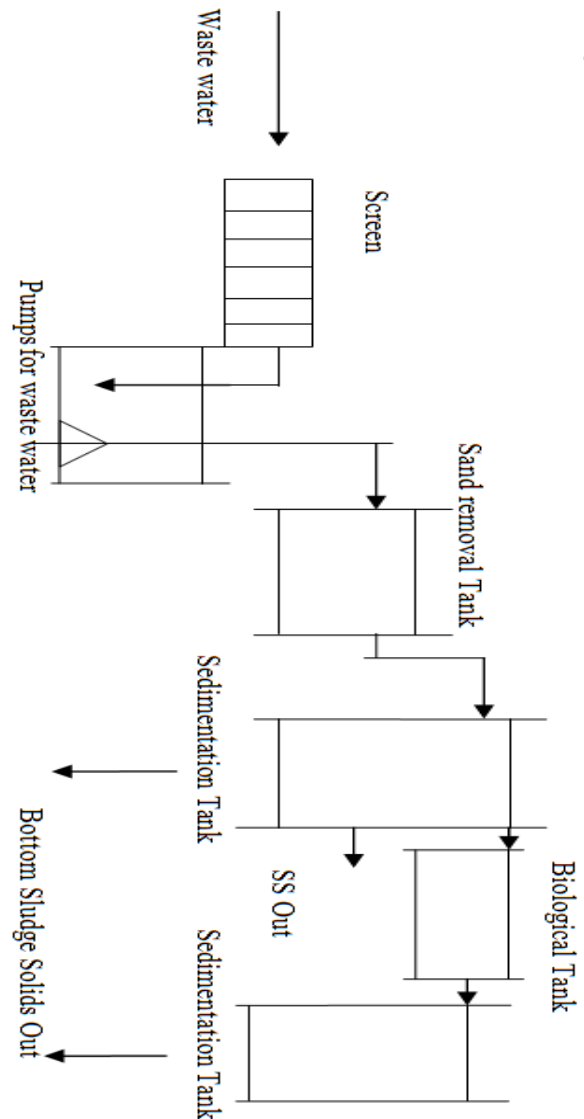 Waste water
Screen
Pumps for waste water
Sand removal Tank
Sedimentation Tank
SS Out
Biological Tank
Bottom Sludge Solids Out
Sedimentation Tank